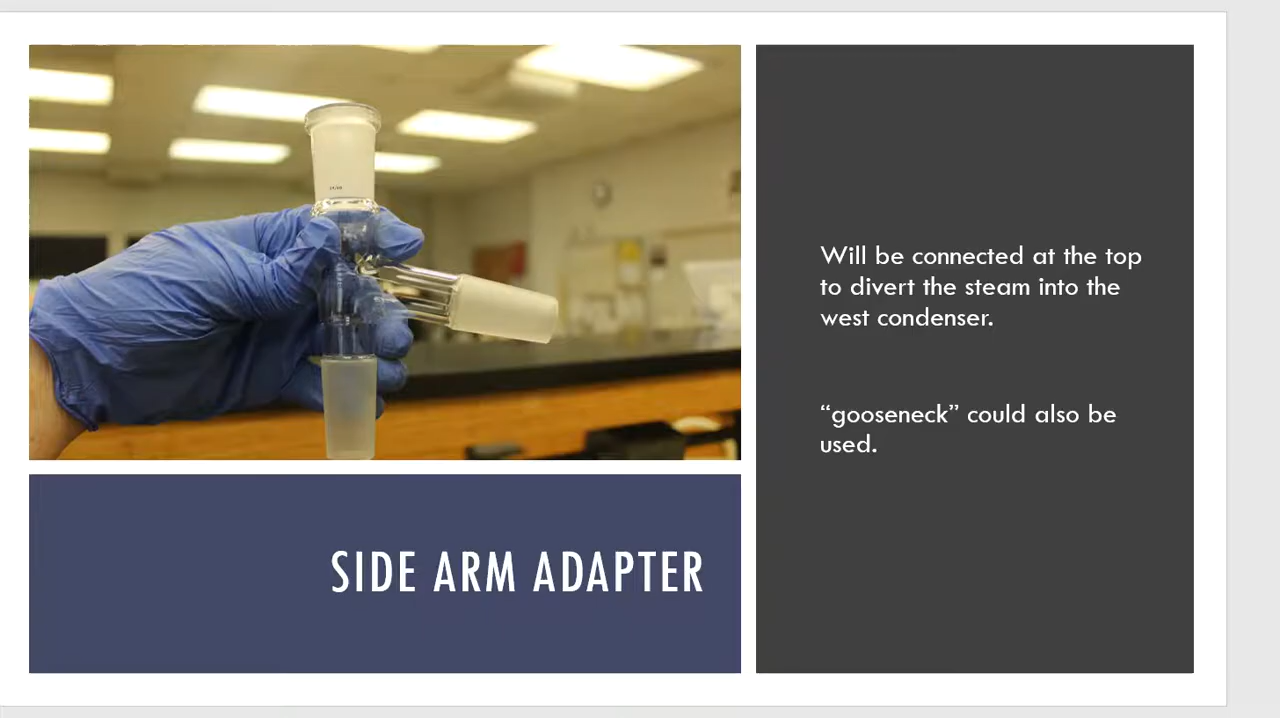 Will be connected at the top
to divert the steam into the
west condenser.
“gooseneck” could also be
used.
SIDE ARM ADAPTER